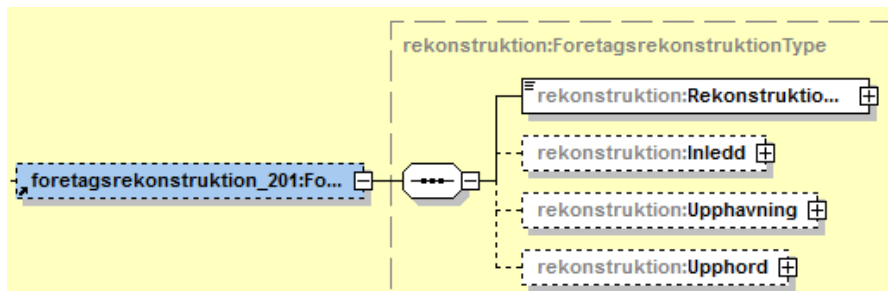 rekonstruktion:ForetagsrekonstruktionType
rekonstruktion:Rekonstruktio...
rekonstruktion:Inledd
foretagsrekonstruktion_201:Fo...
rekonstruktion:Upphavning
rekonstruktion:Upphord